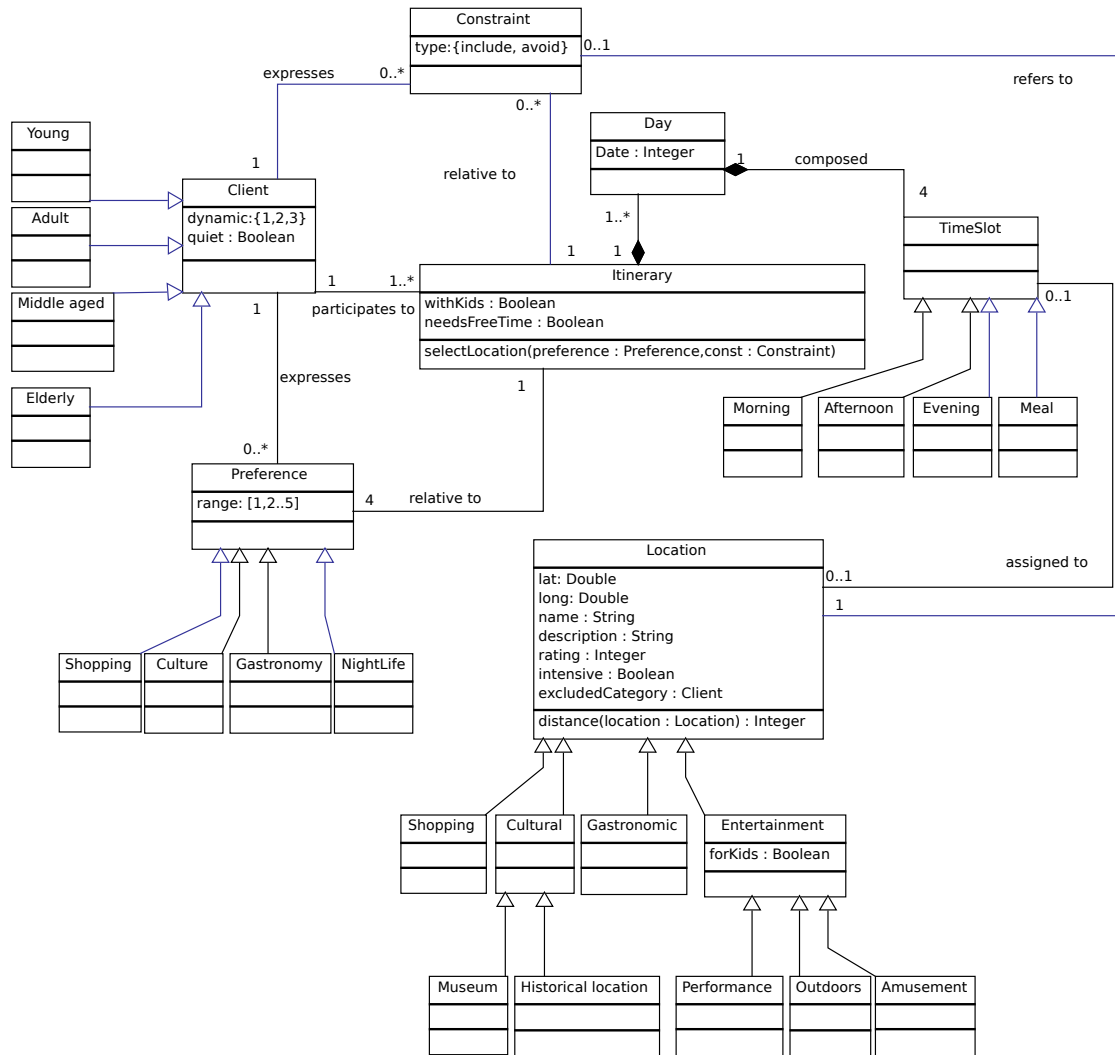 Constraint
type:{include, avoid}
0..1
refers to
expresses
0..*
0..*
Young
Day
Date : Integer
1
composed
relative to
1
4
Client
dynamic:{1,2,3}
quiet : Boolean
Adult
1..*
TimeSlot
1
1
Itinerary
withKids : Boolean
needsFreeTime : Boolean
selectLocation(preference : Preference,const : Constraint)
1
1..*
participates to
Middle aged
1
0..1
expresses
1
Elderly
Morning
Afternoon
Evening
Meal
0..*
Preference
range: [1,2..5]
4
relative to
Location
lat: Double
long: Double
name : String
description : String
rating : Integer
intensive : Boolean
excludedCategory : Client
distance(location : Location) : Integer
assigned to
0..1
1
Shopping
Culture
Gastronomy
NightLife
Shopping
Cultural
Gastronomic
Entertainment
forKids : Boolean
Museum
Historical location
Performance
Outdoors
Amusement